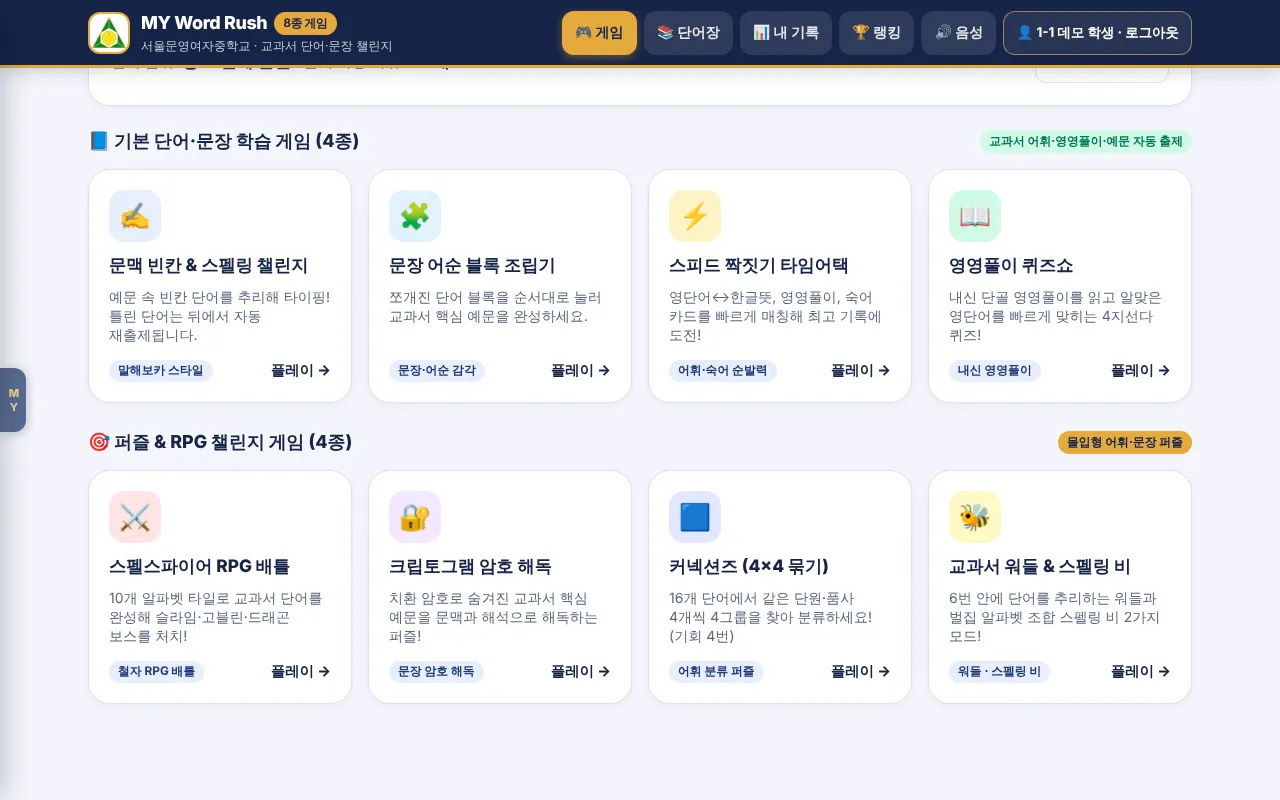 MY Word Rush 8종 게임
서울문영여자중학교 · 교과서 단어·문장 챌린지
🎮 게임
📚 단어장
📊 내 기록
🏆 랭킹
🔊 음성
👤 1-1 데모 학생 · 로그아웃
📘 기본 단어·문장 학습 게임 (4종)
교과서 어휘·영영풀이·예문 자동 출제
문맥 빈칸 & 스펠링 챌린지
예문 속 빈칸 단어를 추리해 타이핑!
틀린 단어는 뒤에서 자동
재출제됩니다.
말해보카 스타일
플레이 →
문장 어순 블록 조립기
쪼개진 단어 블록을 순서대로 눌러
교과서 핵심 예문을 완성하세요.
문장·어순 감각
플레이 →
스피드 짝짓기 타임어택
영단어↔한글뜻, 영영풀이, 숙어
카드를 빠르게 매칭해 최고 기록에
도전!
어휘·숙어 순발력
플레이 →
영영풀이 퀴즈쇼
내신 단골 영영풀이를 읽고 알맞은
영단어를 빠르게 맞히는 4지선다
퀴즈!
내신 영영풀이
플레이 →
M
Y
🎯 퍼즐 & RPG 챌린지 게임 (4종)
몰입형 어휘·문장 퍼즐
스펠스파이어 RPG 배틀
10개 알파벳 타일로 교과서 단어를
완성해 슬라임·고블린·드래곤
보스를 처치!
철자 RPG 배틀
플레이 →
크립토그램 암호 해독
치환 암호로 숨겨진 교과서 핵심
예문을 문맥과 해석으로 해독하는
퍼즐!
문장 암호 해독
플레이 →
커넥션즈 (4×4 묶기)
16개 단어에서 같은 단원·품사
4개씩 4그룹을 찾아 분류하세요!
(기회 4번)
어휘 분류 퍼즐
플레이 →
교과서 워들 & 스펠링 비
6번 안에 단어를 추리하는 워들과
벌집 알파벳 조합 스펠링 비 2가지
모드!
워들 · 스펠링 비
플레이 →